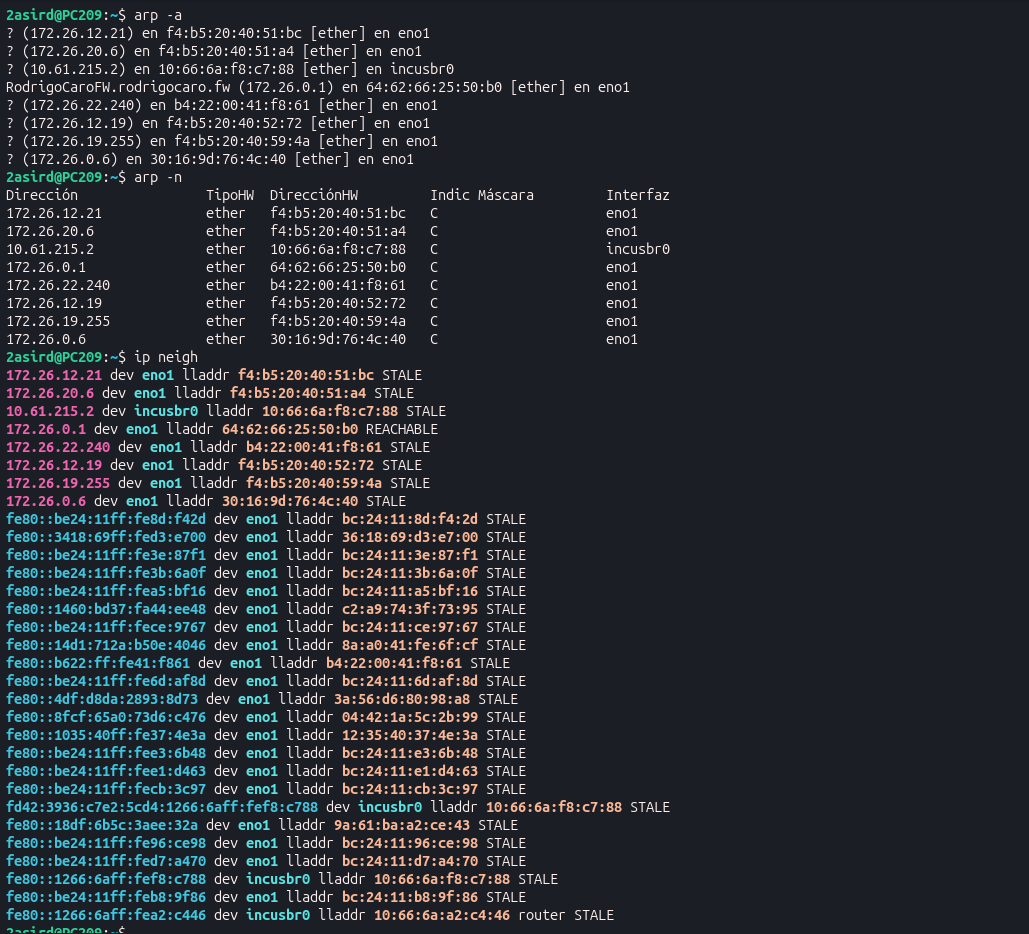 2asird@PC209:~$ arp -a
? (172.26.12.21) en f4:b5:20:40:51:bc [ether] en eno1
? (172.26.20.6) en f4:b5:20:40:51:a4 [ether] en eno1
? (10.61.215.2) en 10:66:6a:f8:c7:88 [ether] en incusbr0
RodrigoCaroFW.rodrigocaro.fw (172.26.0.1) en 64:62:66:25:50:b0 [ether] en eno1
? (172.26.22.240) en b4:22:00:41:f8:61 [ether] en eno1
? (172.26.12.19) en f4:b5:20:40:52:72 [ether] en eno1
? (172.26.19.255) en f4:b5:20:40:59:4a [ether] en eno1
? (172.26.0.6) en 30:16:9d:76:4c:40 [ether] en eno1
2asird@PC209:~$ arp -n
Dirección TipoHW DirecciónHW Indic Máscara Interfaz
172.26.12.21 ether f4:b5:20:40:51:bc C eno1
172.26.20.6 ether f4:b5:20:40:51:a4 C eno1
10.61.215.2 ether 10:66:6a:f8:c7:88 C incusbr0
172.26.0.1 ether 64:62:66:25:50:b0 C eno1
172.26.22.240 ether b4:22:00:41:f8:61 C eno1
172.26.12.19 ether f4:b5:20:40:52:72 C eno1
172.26.19.255 ether f4:b5:20:40:59:4a C eno1
172.26.0.6 ether 30:16:9d:76:4c:40 C eno1
2asird@PC209:~$ ip neigh
172.26.12.21 dev eno1 lladdr f4:b5:20:40:51:bc STALE
172.26.20.6 dev eno1 lladdr f4:b5:20:40:51:a4 STALE
10.61.215.2 dev incusbr0 lladdr 10:66:6a:f8:c7:88 STALE
172.26.0.1 dev eno1 lladdr 64:62:66:25:50:b0 REACHABLE
172.26.22.240 dev eno1 lladdr b4:22:00:41:f8:61 STALE
172.26.12.19 dev eno1 lladdr f4:b5:20:40:52:72 STALE
172.26.19.255 dev eno1 lladdr f4:b5:20:40:59:4a STALE
172.26.0.6 dev eno1 lladdr 30:16:9d:76:4c:40 STALE
fe80::be24:11ff:fe8d:f42d dev eno1 lladdr bc:24:11:8d:f4:2d STALE
fe80::3418:69ff:fed3:e700 dev eno1 lladdr 36:18:69:d3:e7:00 STALE
fe80::be24:11ff:fe3e:87f1 dev eno1 lladdr bc:24:11:3e:87:f1 STALE
fe80::be24:11ff:fe3b:6a0f dev eno1 lladdr bc:24:11:3b:6a:0f STALE
fe80::be24:11ff:fea5:bf16 dev eno1 lladdr bc:24:11:a5:bf:16 STALE
fe80::1460:bd37:fa44:ee48 dev eno1 lladdr c2:a9:74:3f:73:95 STALE
fe80::be24:11ff:fece:9767 dev eno1 lladdr bc:24:11:ce:97:67 STALE
fe80::14d1:712a:b50e:4046 dev eno1 lladdr 8a:a0:41:fe:6f:cf STALE
fe80::b622:ff:fe41:f861 dev eno1 lladdr b4:22:00:41:f8:61 STALE
fe80::be24:11ff:fe6d:af8d dev eno1 lladdr bc:24:11:6d:af:8d STALE
fe80::4df:d8da:2893:8d73 dev eno1 lladdr 3a:56:d6:80:98:a8 STALE
fe80::8fcf:65a0:73d6:c476 dev eno1 lladdr 04:42:1a:5c:2b:99 STALE
fe80::1035:40ff:fe37:4e3a dev eno1 lladdr 12:35:40:37:4e:3a STALE
fe80::be24:11ff:fee3:6b48 dev eno1 lladdr bc:24:11:e3:6b:48 STALE
fe80::be24:11ff:fee1:d463 dev eno1 lladdr bc:24:11:e1:d4:63 STALE
fe80::be24:11ff:fecb:3c97 dev eno1 lladdr bc:24:11:cb:3c:97 STALE
fd42:3936:c7e2:5cd4:1266:6aff:fef8:c788 dev incusbr0 lladdr 10:66:6a:f8:c7:88 STALE
fe80::18df:6b5c:3aee:32a dev eno1 lladdr 9a:61:ba:a2:ce:43 STALE
fe80::be24:11ff:fe96:ce98 dev eno1 lladdr bc:24:11:96:ce:98 STALE
fe80::be24:11ff:fed7:a470 dev eno1 lladdr bc:24:11:d7:a4:70 STALE
fe80::1266:6aff:fef8:c788 dev incusbr0 lladdr 10:66:6a:f8:c7:88 STALE
fe80::be24:11ff:feb8:9f86 dev eno1 lladdr bc:24:11:b8:9f:86 STALE
fe80::1266:6aff:fea2:c446 dev incusbr0 lladdr 10:66:6a:a2:c4:46 router STALE
2asird@PC209:~$